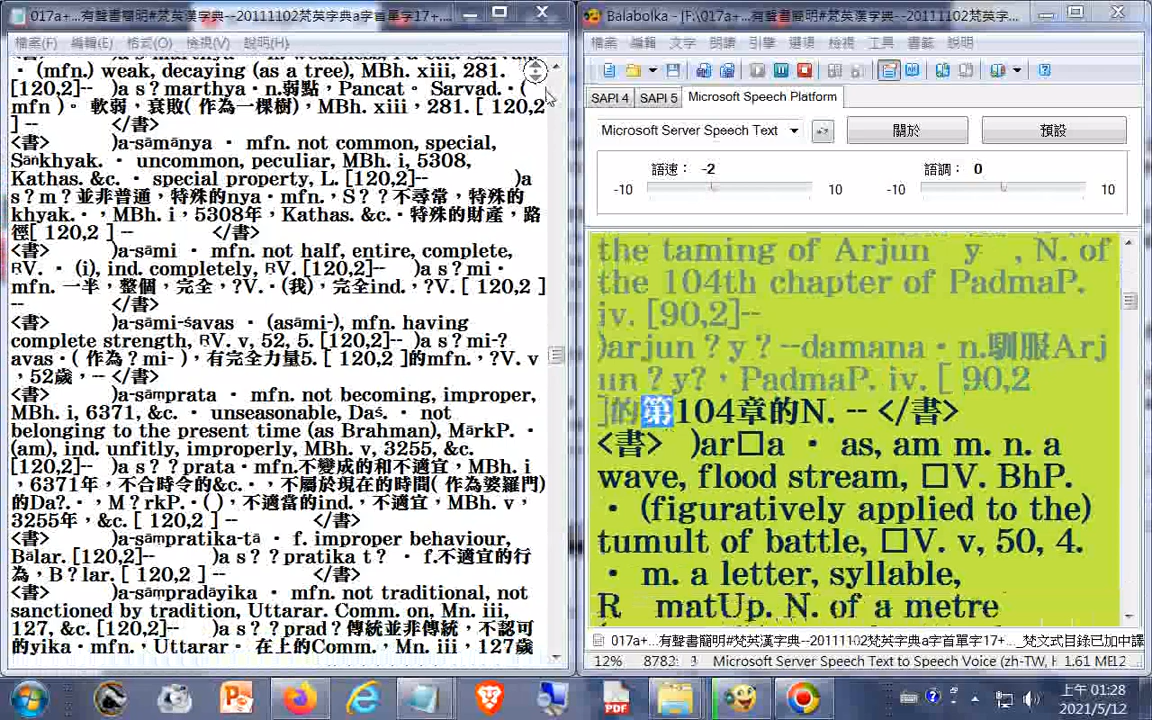 017a+...有聲書簡明#梵英漢字典--20111102梵英字典a字首單字17+...
檔案(F) 編輯(E) 格式(O) 檢視(V) 說明(H)
・ (mfn.) weak, decaying (as a tree), MBh. xiii, 281.
[120,2]-- )a s?marthya・n.弱點，Pancat。 Sarvad.・(
mfn )。 軟弱，衰敗( 作為一棵樹)，MBh. xiii，281. [ 120,2
] -- </書>
<書> )a-sāmānya ・ mfn. not common, special,
Sāṅkhyak. ・ uncommon, peculiar, MBh. i, 5308,
Kathas. &c.・ special property, L. [120,2]-- )a
s?m?並非普通，特殊的nya・mfn.，S??不尋常，特殊的
khyak.・，MBh. i，5308年，Kathas. &c.・特殊的財產，路
徑[ 120,2 ] -- </書>
<書> )a-sāmi ・ mfn. not half, entire, complete,
RV. ・ (i), ind. completely, RV. [120,2]-- )a s?mi・
mfn. 一半，整個，完全，?V.・(我)，完全ind.，?V. [ 120,2 ]
-- </書>
<書> )a-sāmi-śavas ・ (asāmi-), mfn. having
complete strength, RV. v, 52, 5. [120,2]-- )a s?mi-?
avas・( 作為?mi- )，有完全力量5. [ 120,2 ]的mfn.，?V. v
，52歲，-- </書>
<書> )a-sāmprata ・ mfn. not becoming, improper,
MBh. i, 6371, &c. ・ unseasonable, Daś. ・ not
belonging to the present time (as Brahman), MārkP. ・
(am), ind. unfitly, improperly, MBh. v, 3255, &c.
[120,2]-- )a s??prata・mfn.不變成的和不適宜，MBh. i
，6371年，不合時令的&c.・，不屬於現在的時間( 作為婆羅門)
的Da?.・，M?rkP.・( )，不適當的ind.，不適宜，MBh. v，
3255年，&c. [ 120,2 ] -- </書>
<書> )a-sāmpratika-tā ・ f. improper behaviour,
Bālar. [120,2]-- )a s??pratika t? ・ f.不適宜的行
為，B?lar. [ 120,2 ] -- </書>
<書> )a-sāmpradāyika ・ mfn. not traditional, not
sanctioned by tradition, Uttarar. Comm. on, Mn. iii,
127, &c. [120,2]-- )a s??prad?傳統並非傳統，不認可
的yika・mfn.，Uttarar・ 在上的Comm.，Mn. iii，127歲
Balabolka - [F:\017a+...有聲書簡明#梵英漢字典--20111102梵英字...
檔案 編輯 文字 朗讀 引擎 選項 檢視 工具 書籤 說明
SAPI 4 SAPI 5 Microsoft Speech Platform
Microsoft Server Speech Text 關於 預設
語速： -2 語調： 0
-10 10 -10 10
the taming of Arjun y , N. of
the 104th chapter of PadmaP.
iv. [90,2]--
)arjun?y?--damana・n.馴服Arj
un?y?，PadmaP. iv. [ 90,2
]的第104章的N. -- </書>
<書> )ar□a ・ as, am m. n. a
wave, flood stream, □V. BhP.
・ (figuratively applied to the)
tumult of battle, □V. v, 50, 4.
・ m. a letter, syllable,
R matUp. N. of a metre
017a+...有聲書簡明#梵英漢字典--20111102梵英字典a字首單字17+..._梵文式目錄已加中譯
12% Microsoft Server Speech Text to Speech Voice (zh-TW, H 1.61 ME
上午 01:28
2021/5/12